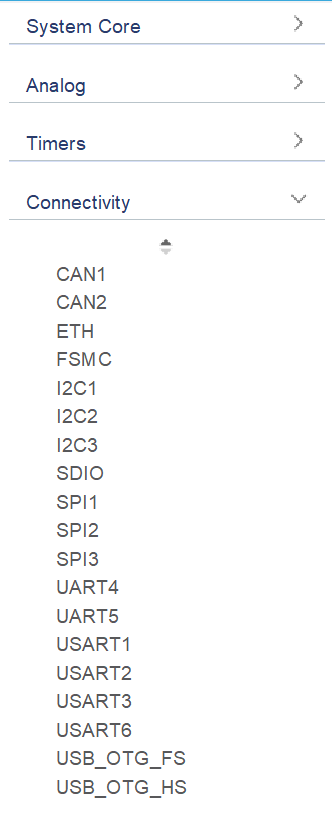 System Core
Analog
Timers
Connectivity
CAN1
CAN2
ETH
FSMC
I2C1
I2C2
I2C3
SDIO
SPI1
SPI2
SPI3
UART4
UART5
USART1
USART2
USART3
USART6
USB_OTG_FS
USB_OTG_HS